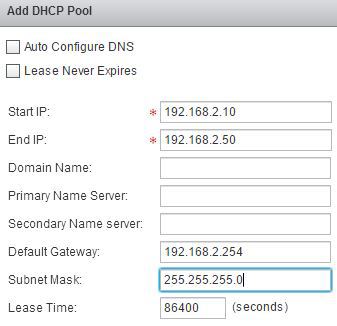 Add DHCP Pool
Auto Configure DNS
Lease Never Expires
Start IP: * 192.168.2.10
End IP: * 192.168.2.50
Domain Name:
Primary Name Server:
Secondary Name server:
Default Gateway: 192.168.2.254
Subnet Mask: 255.255.255.0
Lease Time: 86400 (seconds)